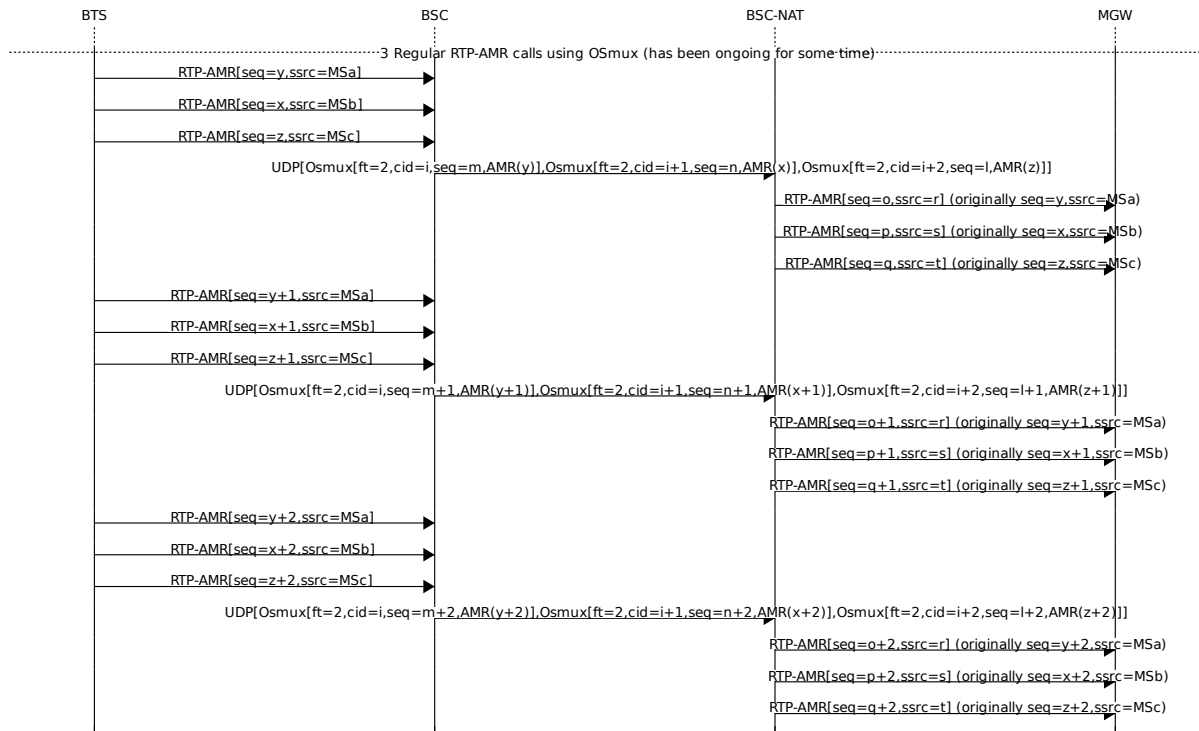 BTS BSC BSC-NAT MGW
3 Regular RTP-AMR calls using OSmux (has been ongoing for some time)
RTP-AMR[seq=y,ssrc=MSa]
RTP-AMR[seq=x,ssrc=MSb]
RTP-AMR[seq=z,ssrc=MSc]
UDP[Osmux[ft=2,cid=i,seq=m,AMR(y)],Osmux[ft=2,cid=i+1,seq=n,AMR(x)],Osmux[ft=2,cid=i+2,seq=l,AMR(z)]]
RTP-AMR[seq=o,ssrc=r] (originally seq=y,ssrc=MSa)
RTP-AMR[seq=p,ssrc=s] (originally seq=x,ssrc=MSb)
RTP-AMR[seq=q,ssrc=t] (originally seq=z,ssrc=MSc)
RTP-AMR[seq=y+1,ssrc=MSa]
RTP-AMR[seq=x+1,ssrc=MSb]
RTP-AMR[seq=z+1,ssrc=MSc]
UDP[Osmux[ft=2,cid=i,seq=m+1,AMR(y+1)],Osmux[ft=2,cid=i+1,seq=n+1,AMR(x+1)],Osmux[ft=2,cid=i+2,seq=l+1,AMR(z+1)]]
RTP-AMR[seq=o+1,ssrc=r] (originally seq=y+1,ssrc=MSa)
RTP-AMR[seq=p+1,ssrc=s] (originally seq=x+1,ssrc=MSb)
RTP-AMR[seq=q+1,ssrc=t] (originally seq=z+1,ssrc=MSc)
RTP-AMR[seq=y+2,ssrc=MSa]
RTP-AMR[seq=x+2,ssrc=MSb]
RTP-AMR[seq=z+2,ssrc=MSc]
UDP[Osmux[ft=2,cid=i,seq=m+2,AMR(y+2)],Osmux[ft=2,cid=i+1,seq=n+2,AMR(x+2)],Osmux[ft=2,cid=i+2,seq=l+2,AMR(z+2)]]
RTP-AMR[seq=o+2,ssrc=r] (originally seq=y+2,ssrc=MSa)
RTP-AMR[seq=p+2,ssrc=s] (originally seq=x+2,ssrc=MSb)
RTP-AMR[seq=q+2,ssrc=t] (originally seq=z+2,ssrc=MSc)